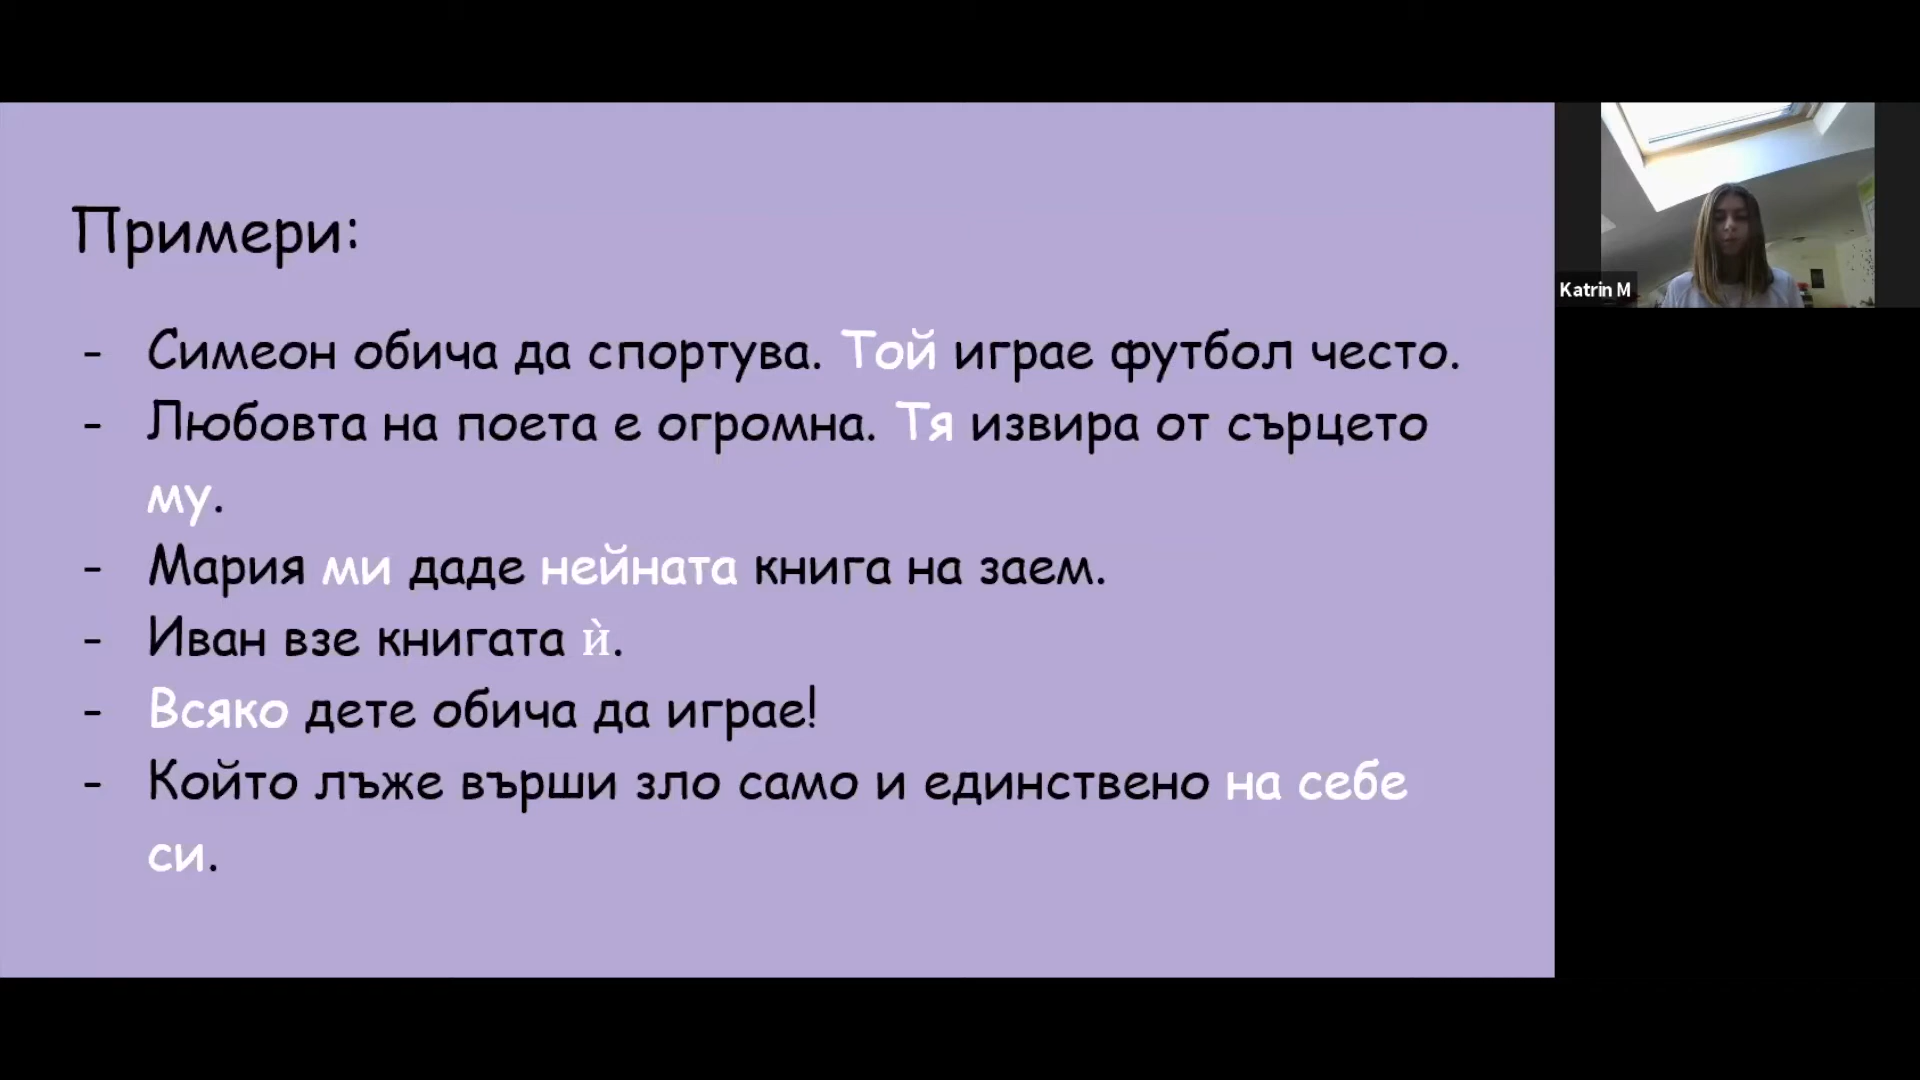 Примери:
- Симеон обича да спортува. Той играе футбол често.
- Любовта на поета е огромна. Тя извира от сърцето
му.
- Мария ми даде нейната книга на заем.
- Иван взе книгата ѝ.
- Всяко дете обича да играе!
- Който лъже върши зло само и единствено на себе
си.
Katrin M